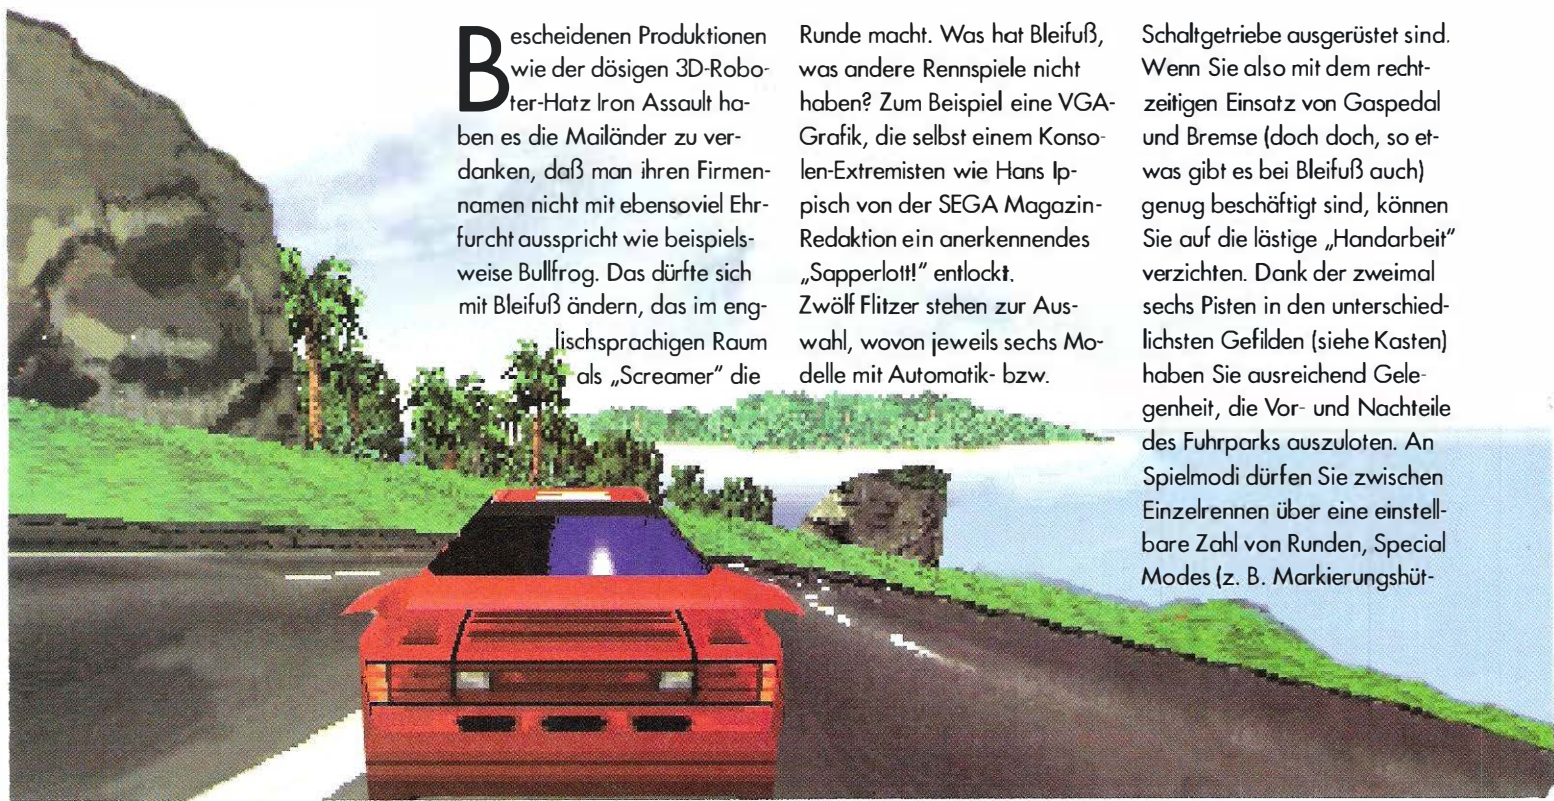 Bescheidenen Produktionen
wie der dösigen 3D-Robo-
ter-Hatz Iron Assault ha-
ben es die Mailänder zu ver-
danken, daß man ihren Firmen-
namen nicht mit ebensoviel Ehr-
furcht ausspricht wie beispiels-
weise Bullfrog. Das dürfte sich
mit Bleifuß ändern, das im eng-
lischsprachigen Raum
als „Screamer" die
Runde macht. Was hat Bleifuß,
was andere Rennspiele nicht
haben? Zum Beispiel eine VGA-
Grafik, die selbst einem Konso-
len-Extremisten wie Hans Ip-
pisch von der SEGA Magazin-
Redaktion ein anerkennendes
„Sapperlott!" entlockt.
Zwölf Flitzer stehen zur Aus-
wahl, wovon jeweils sechs Mo-
delle mit Automatik- bzw.
Schaltgetriebe ausgerüstet sind.
Wenn Sie also mit dem recht-
zeitigen Einsatz von Gaspedal
und Bremse (doch doch, so et-
was gibt es bei Bleifuß auch)
genug beschäftigt sind, können
Sie auf die lästige „Handarbeit"
verzichten. Dank der zweimal
sechs Pisten in den unterschied-
lichsten Gefilden (siehe Kasten)
haben Sie ausreichend Gele-
genheit, die Vor- und Nachteile
des Fuhrparks auszuloten. An
Spielmodi dürfen Sie zwischen
Einzelrennen über eine einstell-
bare Zahl von Runden, Special
Modes (z. B. Markierungshüt-